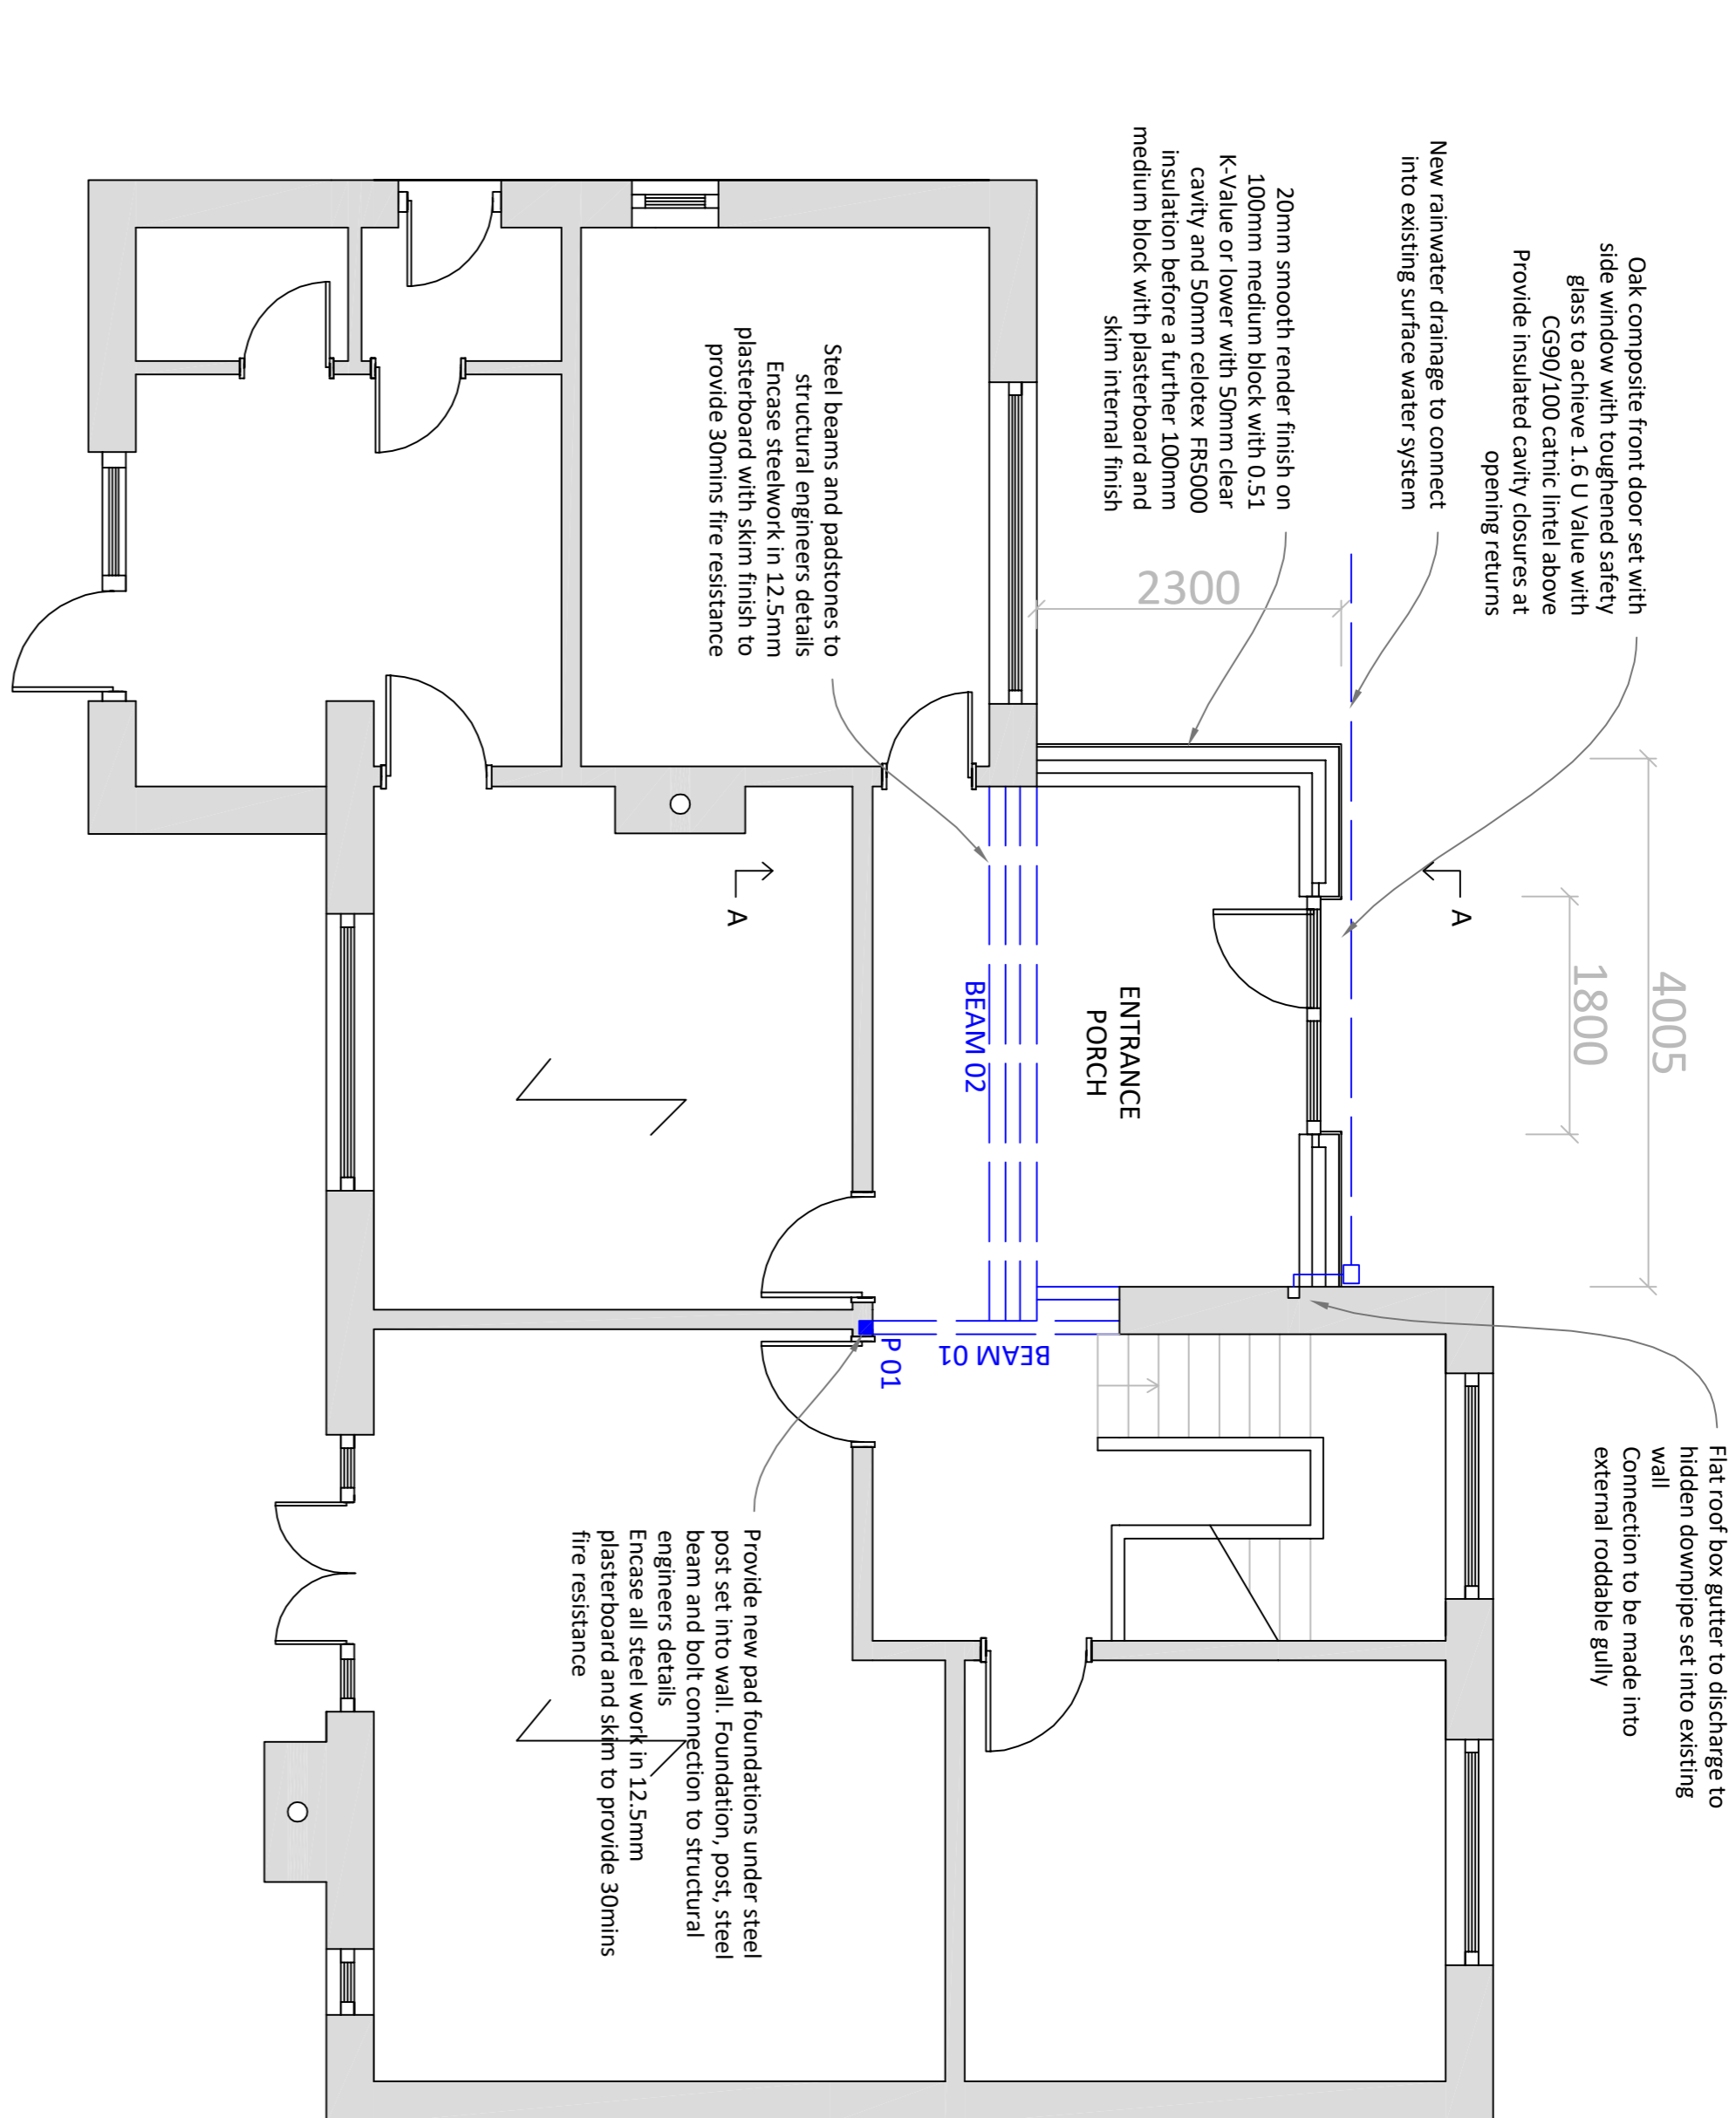 Oak composite front door set with
side window with toughened safety
glass to achieve 1.6 U Value with
CG90/100 catnic lintel above
Provide insulated cavity closures at
opening returns
New rainwater drainage to connect
into existing surface water system
20mm smooth render finish on
100mm medium block with 0.51
K-Value or lower with 50mm clear
cavity and 50mm celotex FR5000
insulation before a further 100mm
medium block with plasterboard and
skim internal finish
Steel beams and padstones to
structural engineers details
Encase steelwork in 12.5mm
plasterboard with skim finish to
provide 30mins fire resistance
2300
4005
1800
A
A
ENTRANCE
PORCH
BEAM 02
BEAM 01
P 01
Flat roof box gutter to discharge to
hidden downpipe set into existing
wall
Connection to be made into
external roddable gully
Provide new pad foundations under steel
post set into wall. Foundation, post, steel
beam and bolt connection to structural
engineers details
Encase all steel work in 12.5mm
plasterboard and skim to provide 30mins
fire resistance